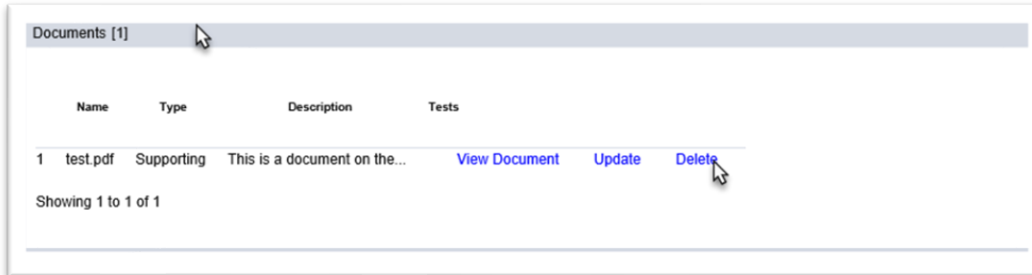 Documents [1]
Name Type Description Tests
1 test.pdf Supporting This is a document on the... View Document Update Delete
Showing 1 to 1 of 1